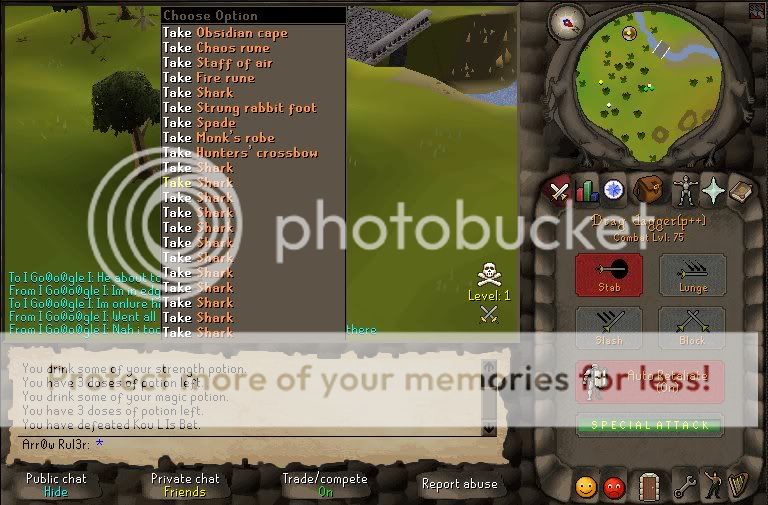 Choose Option
Take Obsidian cape
Take Chaos rune
Take Staff of air
Take Fire rune
Take Shark
Take Strung rabbit foot
Take Spade
Take Monk's robe
Take Hunters' crossbow
Take Shark
Take Shark
Take Shark
Take Shark
Take Shark
Take Shark
Take Shark
Take Shark
Take Shark
Take Shark
Take Shark
Take Shark
photobucket
To I Go0o0gle I: He about to
From I Go0o0gle I: Im in edg
To I Go0o0gle I: Im onlure hi
From I Go0o0gle I: Went all
From I Go0o0gle I: Nah i too
there
Level: 1
Drag dagger(p++)
Combat Lvl: 75
Stab
Lunge
Slash
Block
Auto Retaliate
(On)
SPECIAL ATTACK
more of your memories for less!
You drink some of your strength potion.
You have 3 doses of potion left.
You drink some of your magic potion.
You have 3 doses of potion left.
You have defeated Kou L Is Bet.
Arr0w Rul3r: *
Public chat
Hide
Private chat
Friends
Trade/compete
On
Report abuse